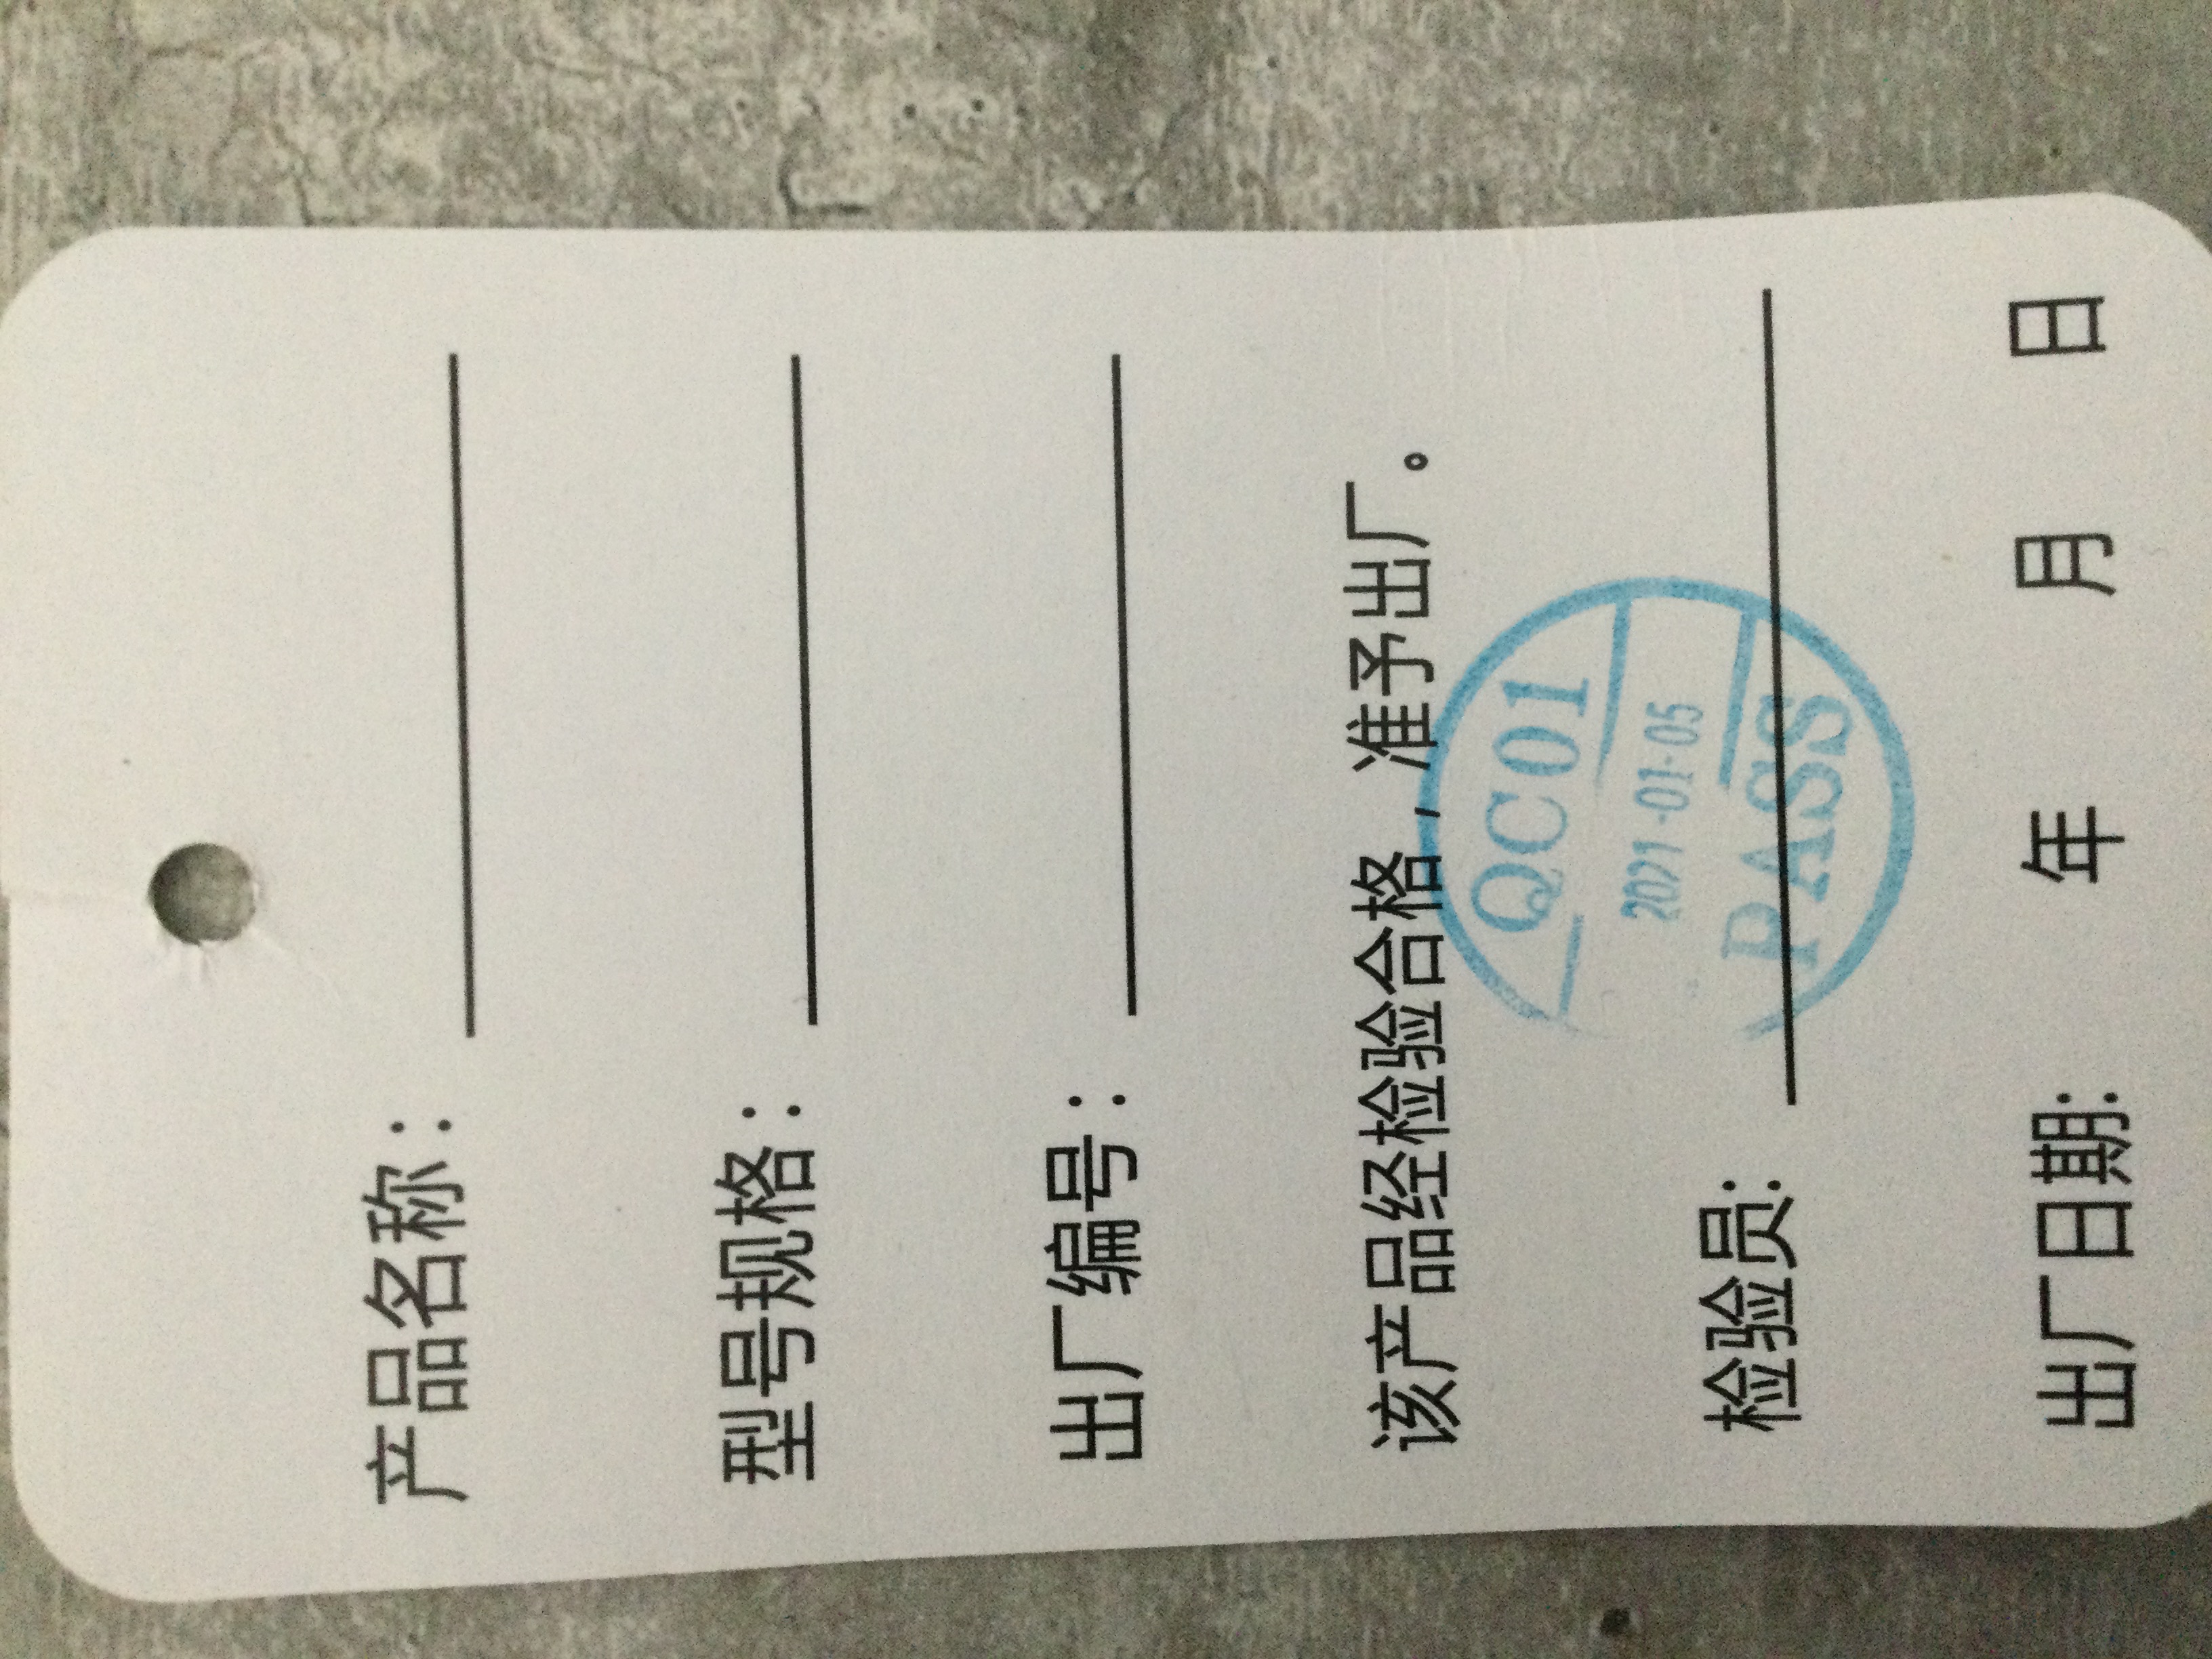 产品名称：
型号规格：
出厂编号：
该产品经检验合格，准予出厂。
QC01
2021-01-05
PASS
检验员：
出厂日期： 年 月 日